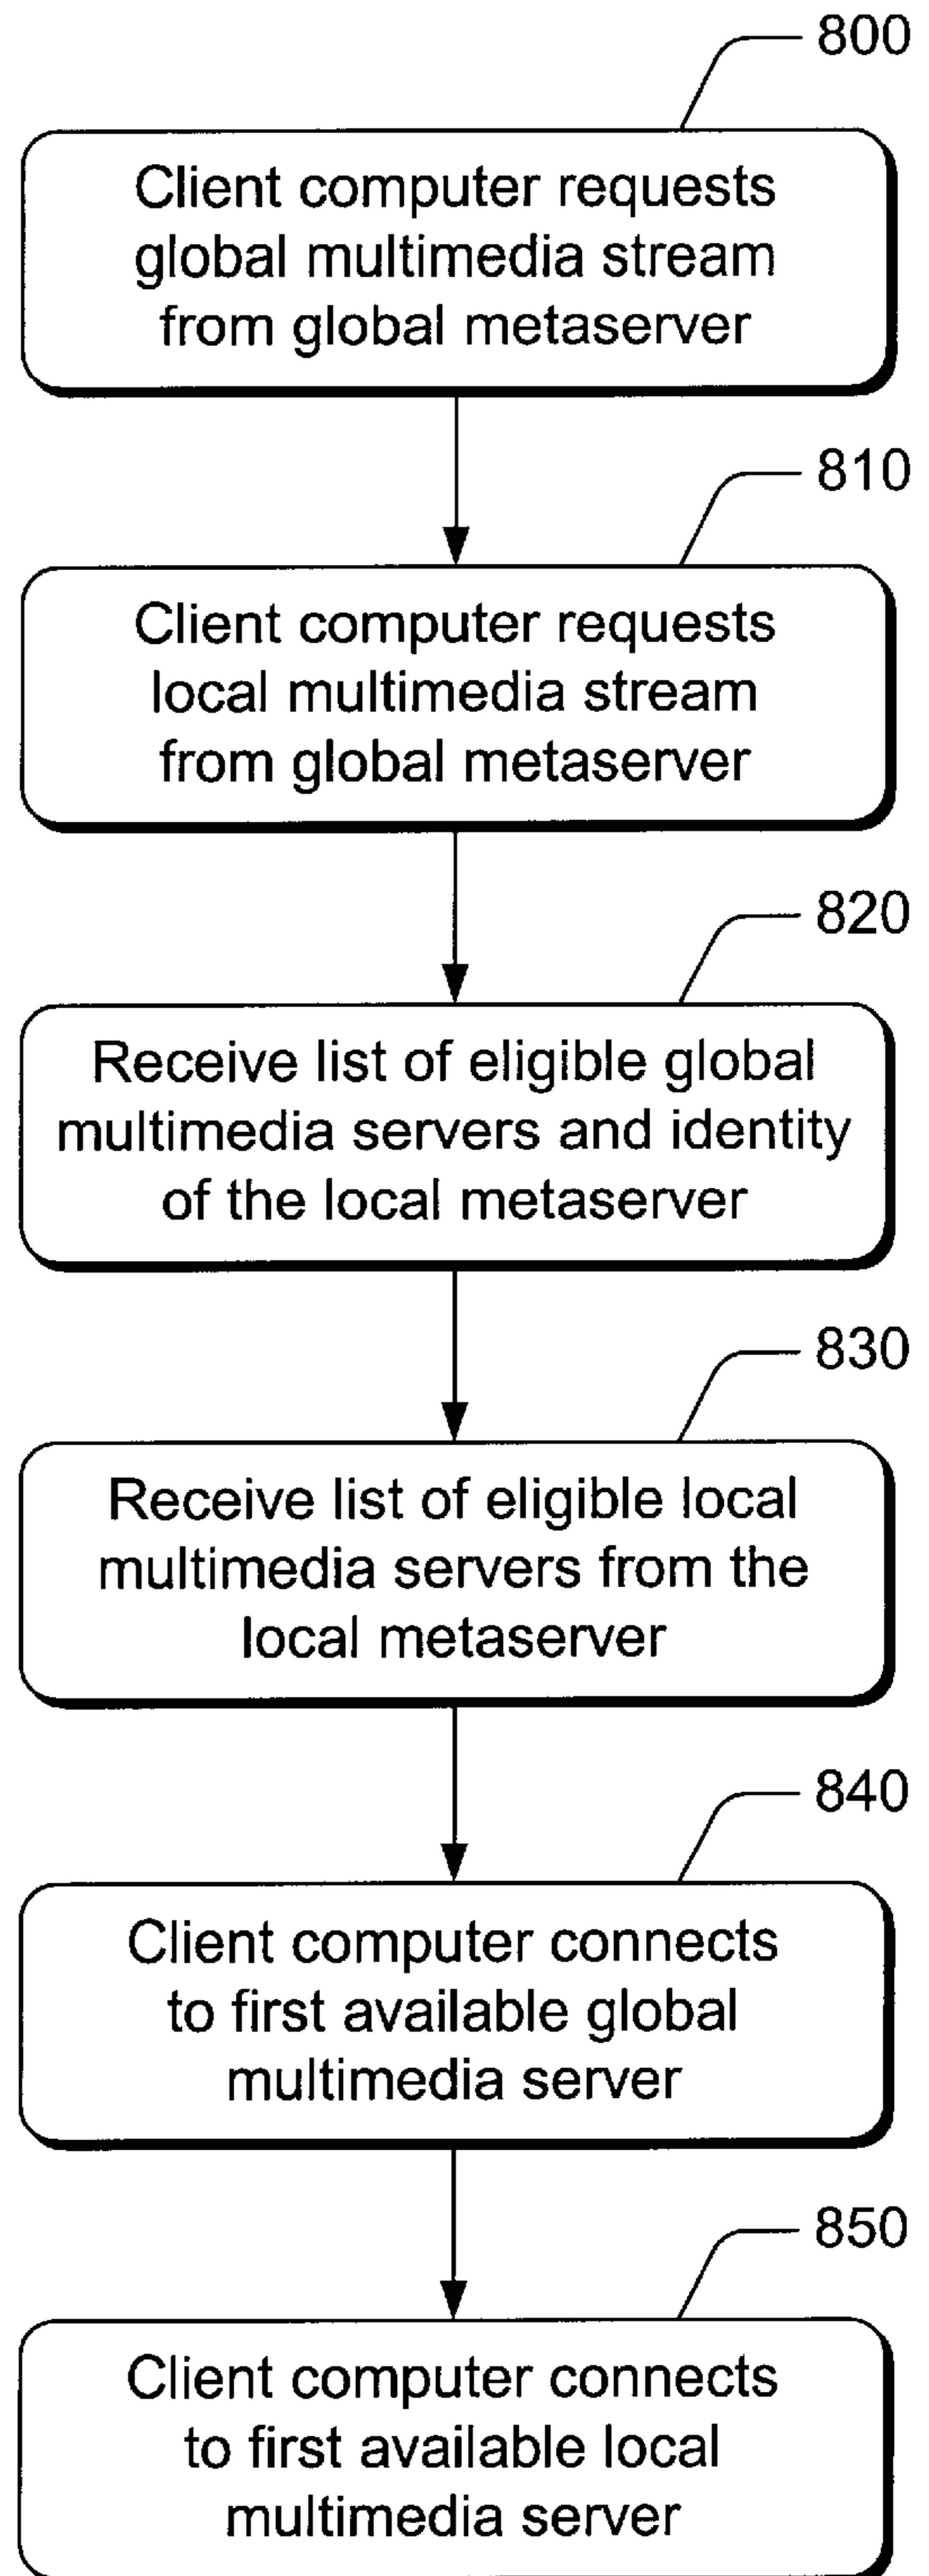 800
Client computer requests
global multimedia stream
from global metaserver
810
Client computer requests
local multimedia stream
from global metaserver
820
Receive list of eligible global
multimedia servers and identity
of the local metaserver
830
Receive list of eligible local
multimedia servers from the
local metaserver
840
Client computer connects
to first available global
multimedia server
850
Client computer connects
to first available local
multimedia server